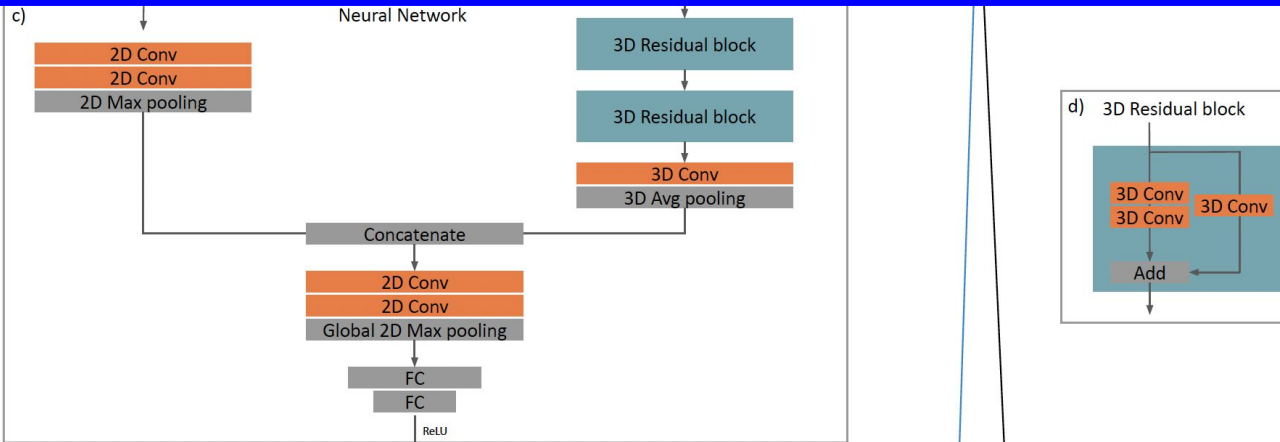 c)
Neural Network
2D Conv
2D Conv
2D Max pooling
3D Residual block
3D Residual block
3D Conv
3D Avg pooling
Concatenate
2D Conv
2D Conv
Global 2D Max pooling
FC
FC
ReLU
d) 3D Residual block
3D Conv
3D Conv
3D Conv
Add